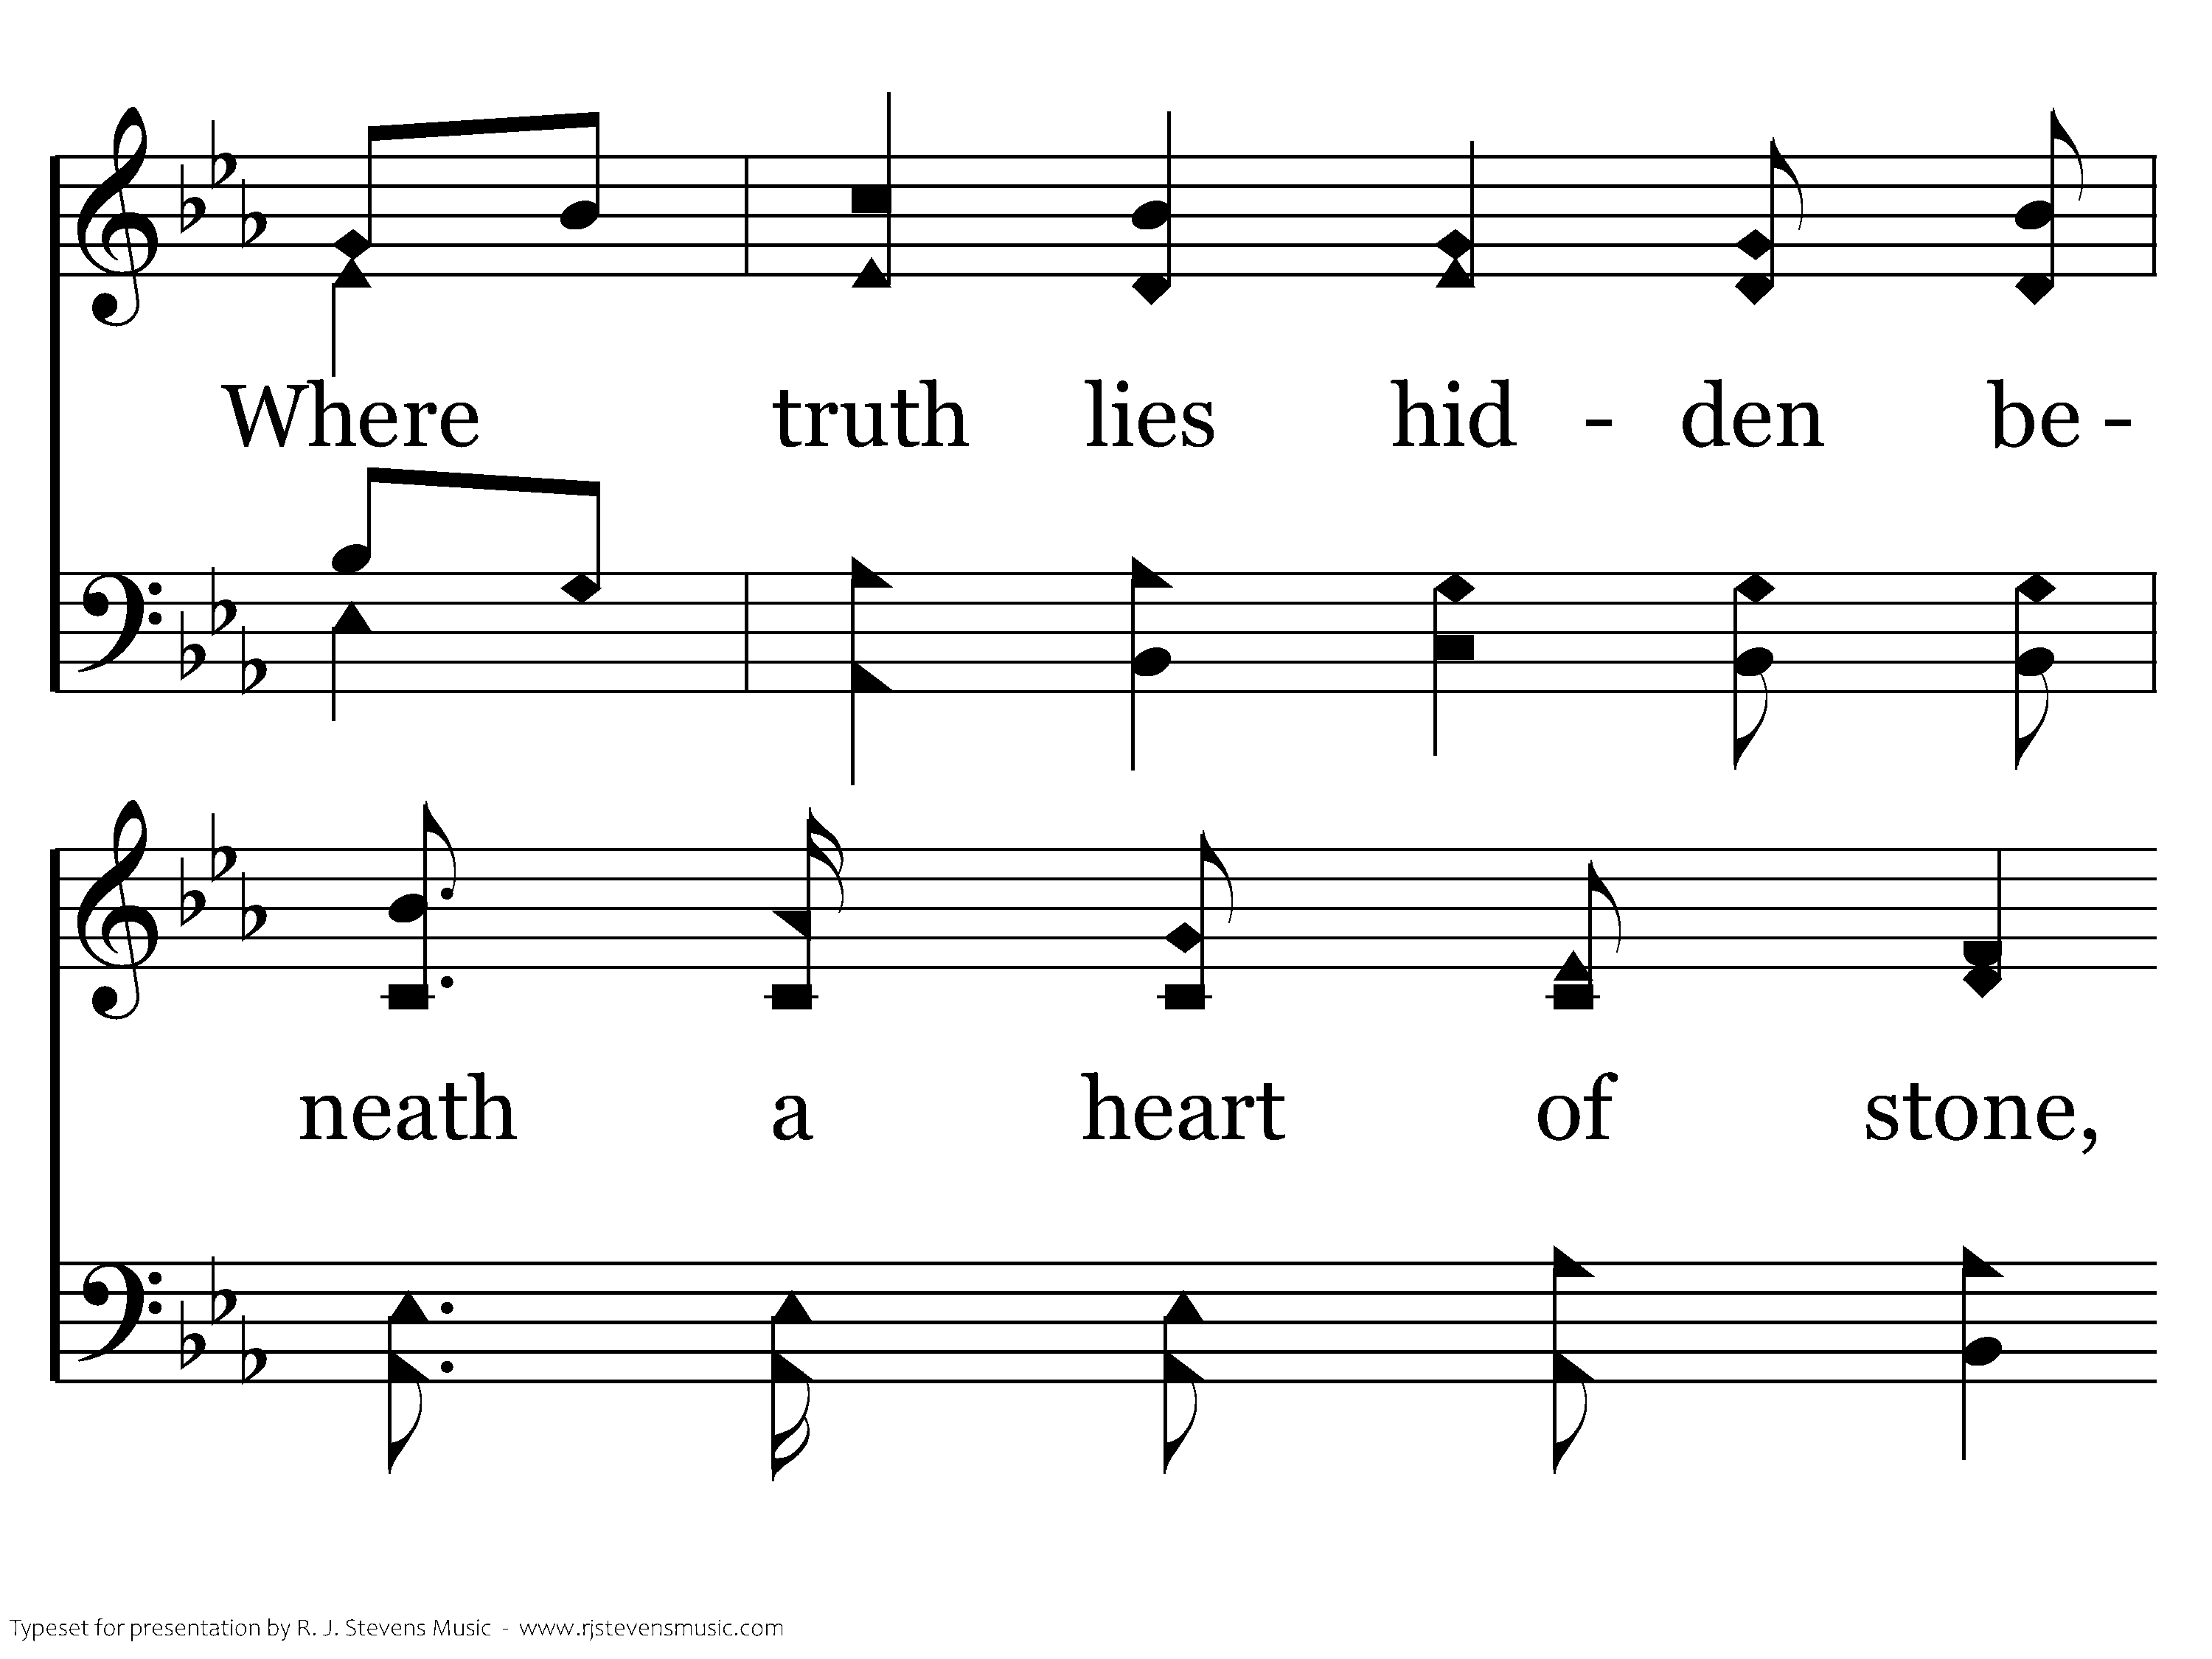 Where truth lies hid - den be -
neath a heart of stone,
Typeset for presentation by R. J. Stevens Music - www.rjstevensmusic.com